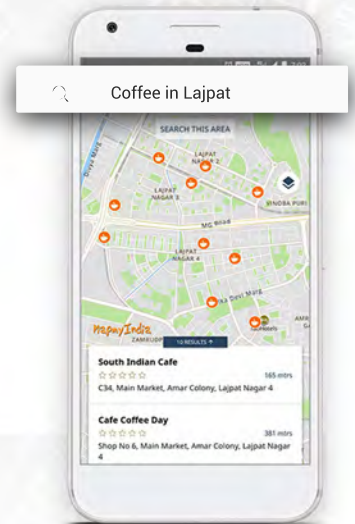 Coffee in Lajpat
SEARCH THIS AREA
LAJPAT
NAGAR 2
LAJPAT
NAGAR 3
MG Road
LAJPAT
NAGAR 4
MapmyIndia
10 RESULTS
South Indian Cafe
165 mtrs
C34, Main Market, Amar Colony, Lajpat Nagar 4
Cafe Coffee Day
381 mtrs
Shop No 6, Main Market, Amar Colony, Lajpat Nagar
4